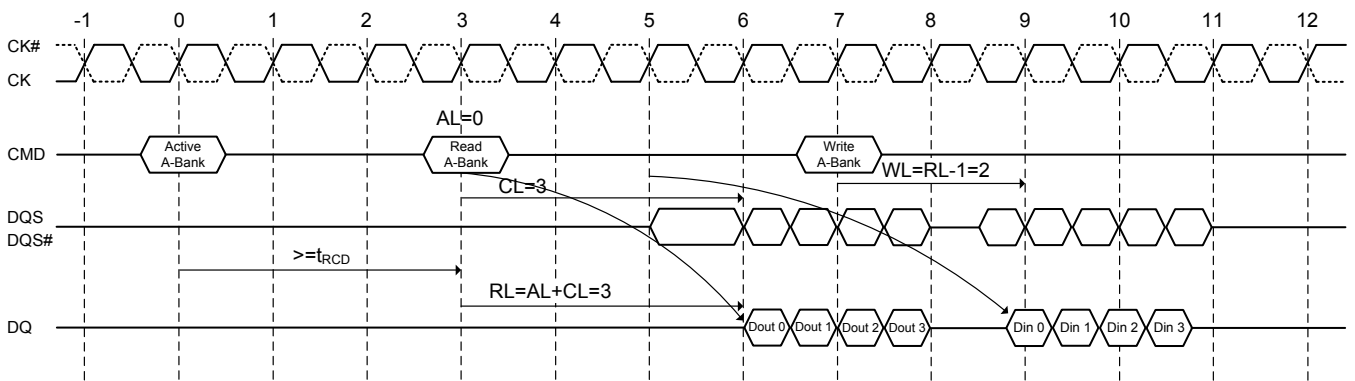 -1 0 1 2 3 4 5 6 7 8 9 10 11 12
CK#
CK
AL=0
CMD
Active
A-Bank
Read
A-Bank
Write
A-Bank
CL=3
WL=RL-1=2
DQS
DQS#
>=tRCD
RL=AL+CL=3
DQ
Dout 0 Dout 1 Dout 2 Dout 3 Din 0 Din 1 Din 2 Din 3